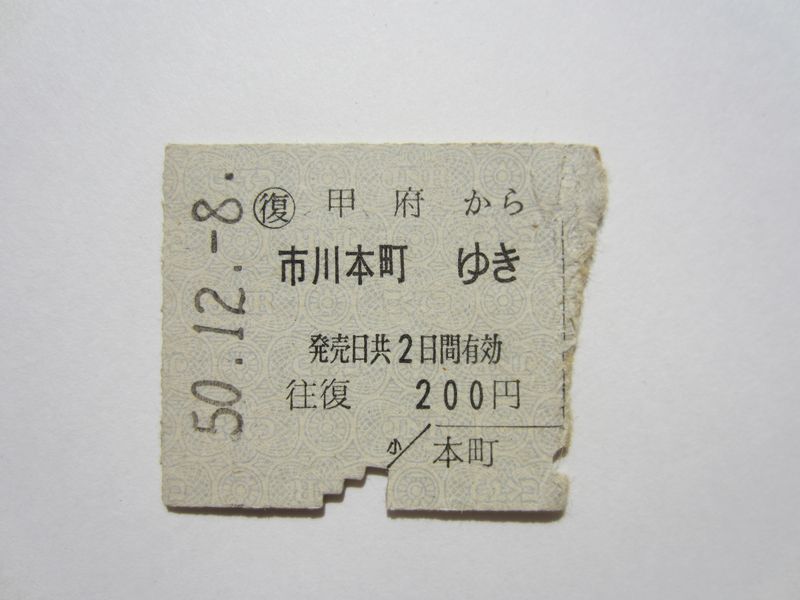 50.12.-8.
復 甲府から
市川本町 ゆき
発売日共2日間有効
往復 200円
小 本町